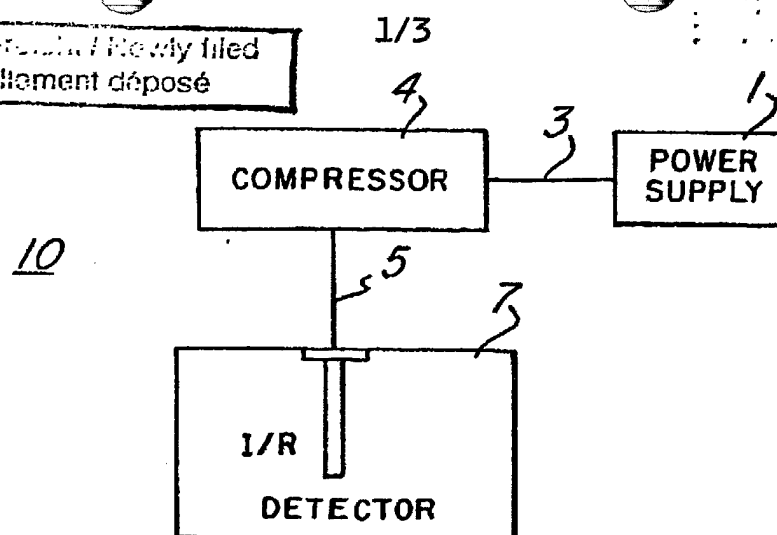 Newly filed
déposé
1/3
4
COMPRESSOR
3
1
POWER
SUPPLY
10
5
7
I/R
DETECTOR